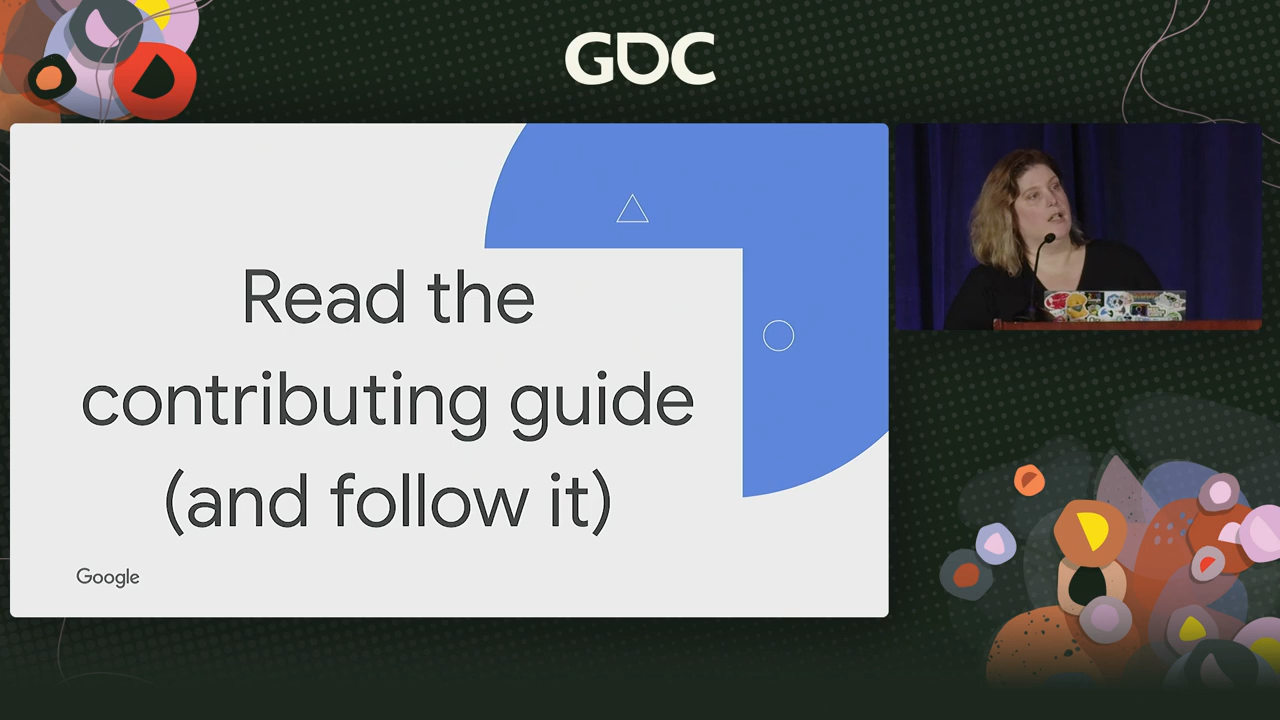 GDC
Read the
contributing guide
(and follow it)
Google